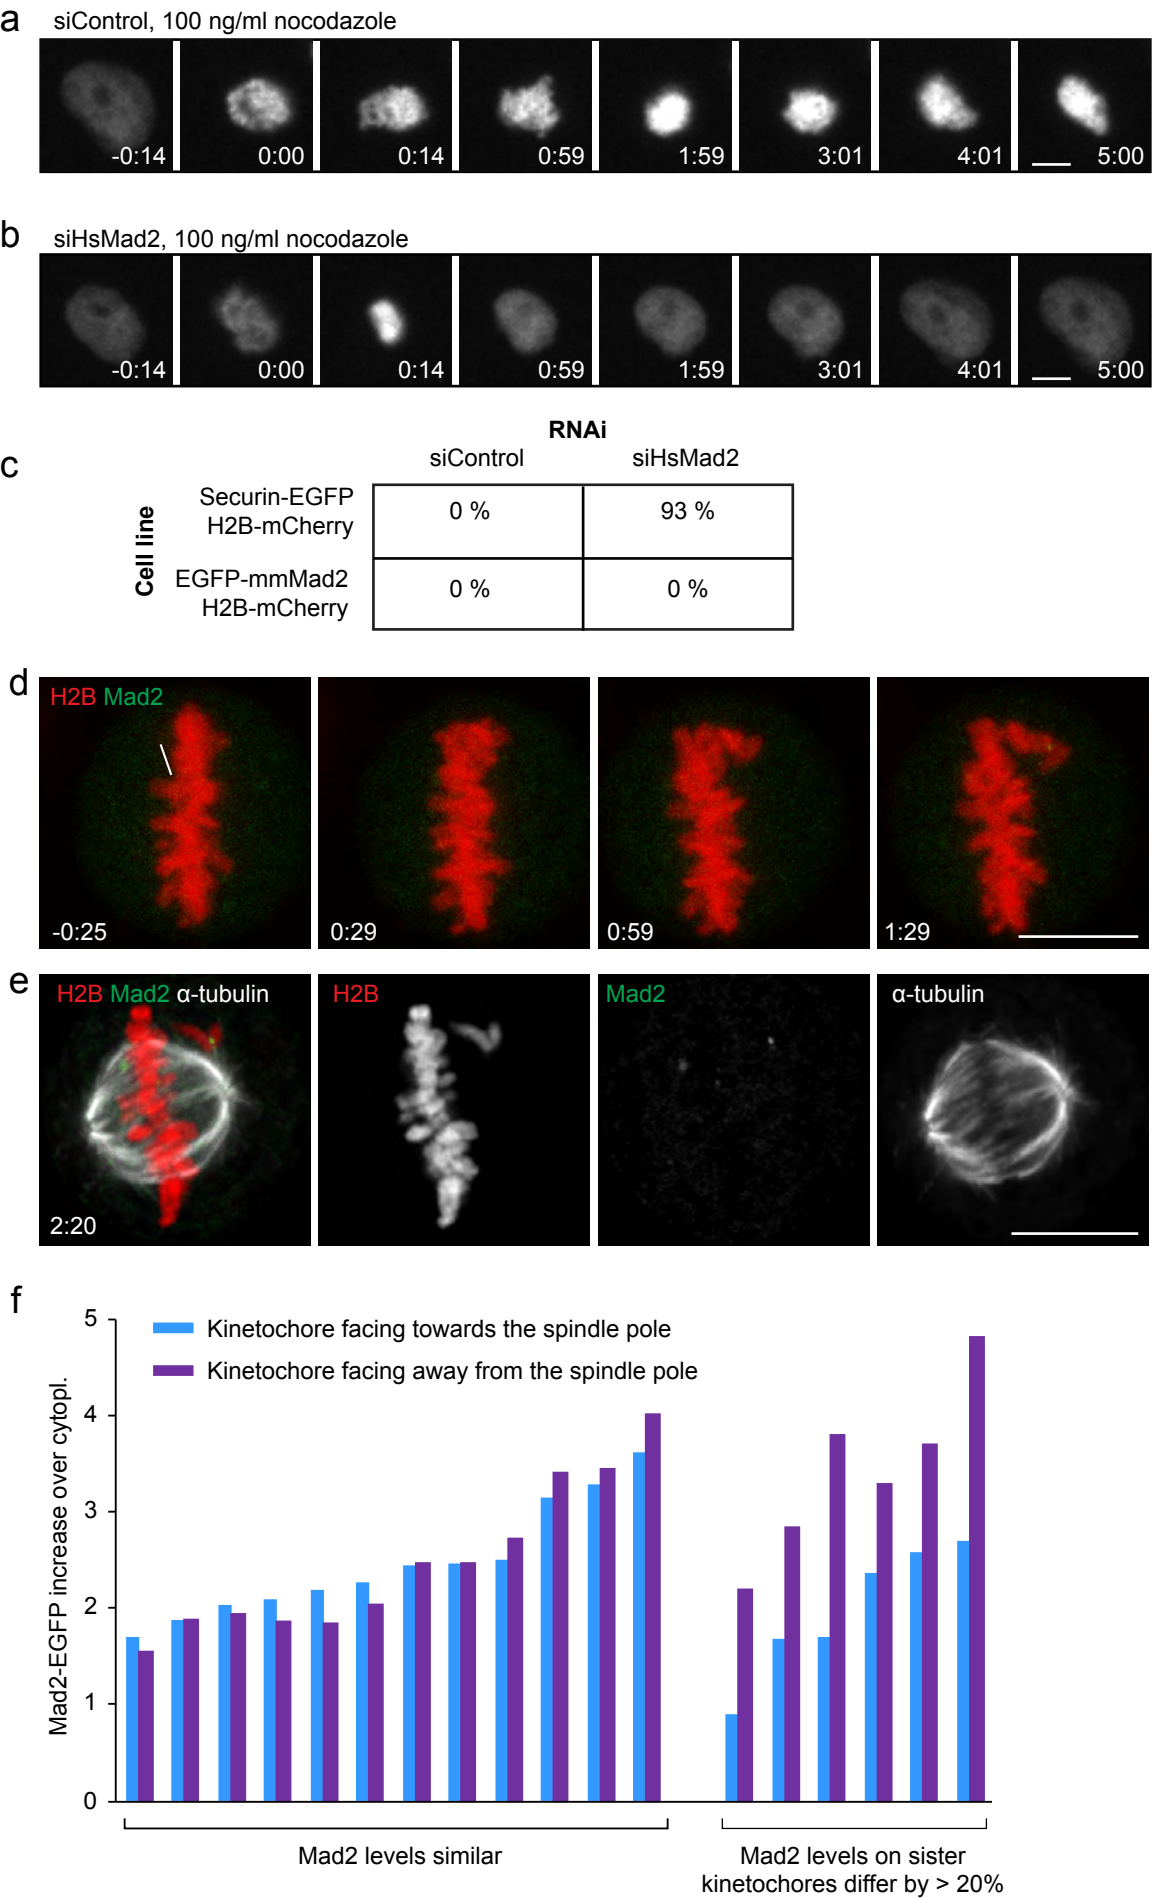 a siControl, 100 ng/ml nocodazole
-0:14 0:00 0:14 0:59 1:59 3:01 4:01 5:00
b siHsMad2, 100 ng/ml nocodazole
-0:14 0:00 0:14 0:59 1:59 3:01 4:01 5:00
RNAi
c siControl siHsMad2
Cell line
Securin-EGFP
H2B-mCherry
0 % 93 %
EGFP-mmMad2
H2B-mCherry
0 % 0 %
d H2B Mad2
-0:25 0:29 0:59 1:29
e H2B Mad2 α-tubulin H2B Mad2 α-tubulin
2:20
f
Mad2-EGFP increase over cytopl.
5
4
3
2
1
0
Kinetochore facing towards the spindle pole
Kinetochore facing away from the spindle pole
Mad2 levels similar
Mad2 levels on sister
kinetochores differ by > 20%